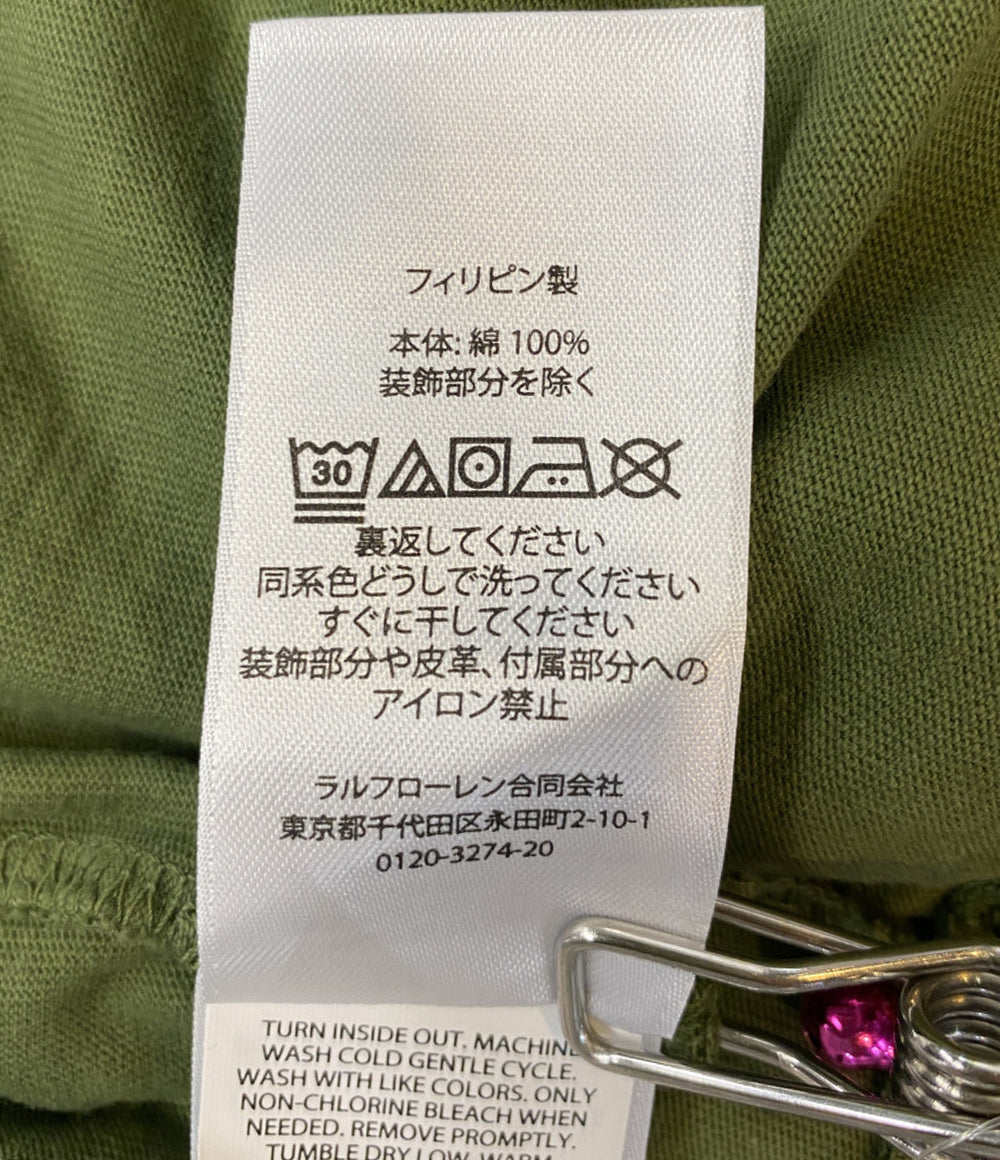 フィリピン製
本体: 綿 100%
装飾部分を除く
30
裏返してください
同系色どうしで洗ってください
すぐに干してください
装飾部分や皮革、付属部分への
アイロン禁止
ラルフローレン合同会社
東京都千代田区永田町2-10-1
0120-3274-20
TURN INSIDE OUT. MACHINE
WASH COLD GENTLE CYCLE.
WASH WITH LIKE COLORS. ONLY
NON-CHLORINE BLEACH WHEN
NEEDED. REMOVE PROMPTLY.
TUMBLE DRY LOW. WARM